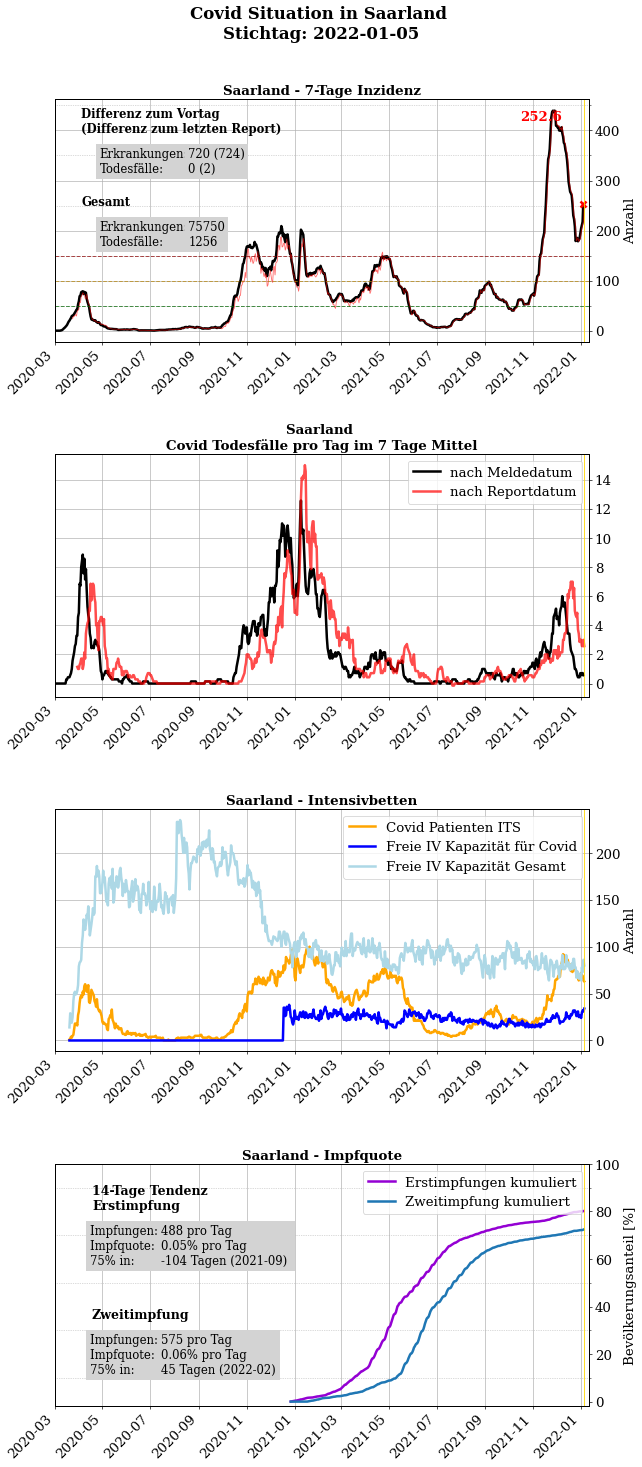 Covid Situation in Saarland
Stichtag: 2022-01-05
Saarland - 7-Tage Inzidenz
Differenz zum Vortag
(Differenz zum letzten Report)
Erkrankungen 720 (724)
Todesfälle: 0 (2)
Gesamt
Erkrankungen 75750
Todesfälle: 1256
252.6
400
300
200
100
0
Anzahl
2020-03
2020-05
2020-07
2020-09
2020-11
2021-01
2021-03
2021-05
2021-07
2021-09
2021-11
2022-01
Saarland
Covid Todesfälle pro Tag im 7 Tage Mittel
nach Meldedatum
nach Reportdatum
14
12
10
8
6
4
2
0
2020-03
2020-05
2020-07
2020-09
2020-11
2021-01
2021-03
2021-05
2021-07
2021-09
2021-11
2022-01
Saarland - Intensivbetten
Covid Patienten ITS
Freie IV Kapazität für Covid
Freie IV Kapazität Gesamt
200
150
100
50
0
Anzahl
2020-03
2020-05
2020-07
2020-09
2020-11
2021-01
2021-03
2021-05
2021-07
2021-09
2021-11
2022-01
Saarland - Impfquote
14-Tage Tendenz
Erstimpfung
Impfungen: 488 pro Tag
Impfquote: 0.05% pro Tag
75% in: -104 Tagen (2021-09)
Zweitimpfung
Impfungen: 575 pro Tag
Impfquote: 0.06% pro Tag
75% in: 45 Tagen (2022-02)
Erstimpfungen kumuliert
Zweitimpfung kumuliert
100
80
60
40
20
0
Bevölkerungsanteil [%]
2020-03
2020-05
2020-07
2020-09
2020-11
2021-01
2021-03
2021-05
2021-07
2021-09
2021-11
2022-01